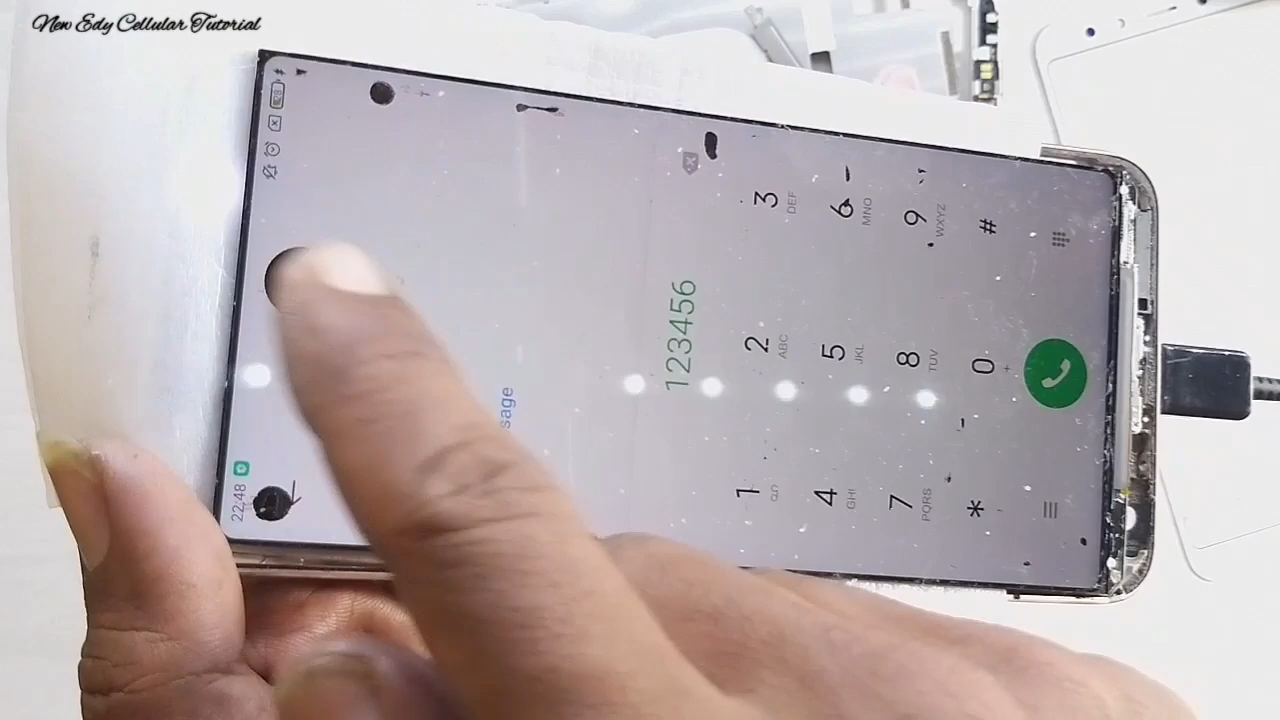 New Edy Cellular Tutorial
22:48
sage
123456
1
2 ABC
3 DEF
4 GHI
5 JKL
6 MNO
7 PQRS
8 TUV
9 WXYZ
*
0 +
#